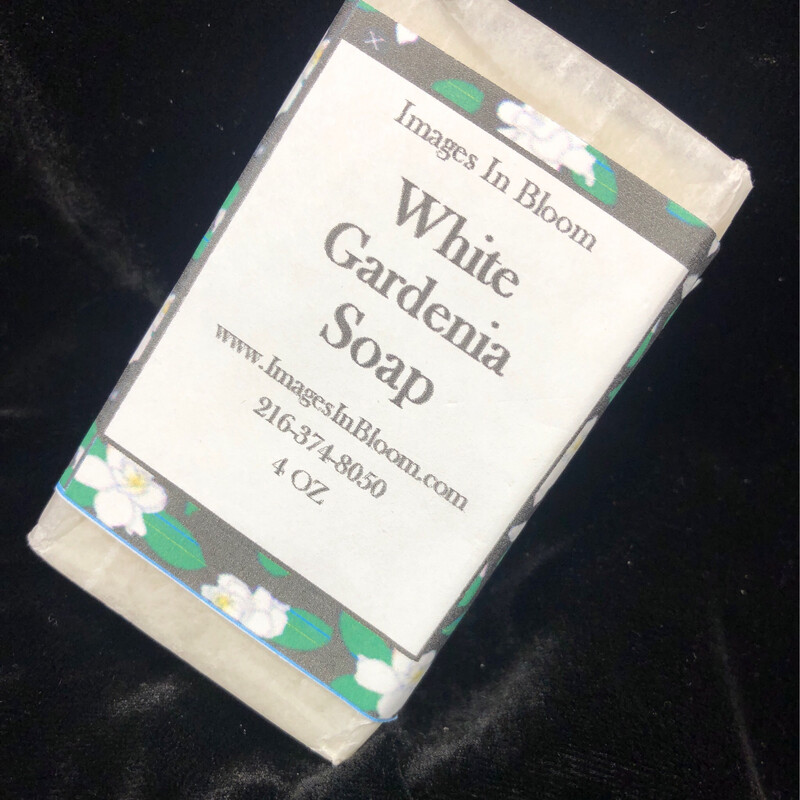 Images In Bloom
White
Gardenia
Soap
www.ImagesInBloom.com
216-374-8050
4 OZ